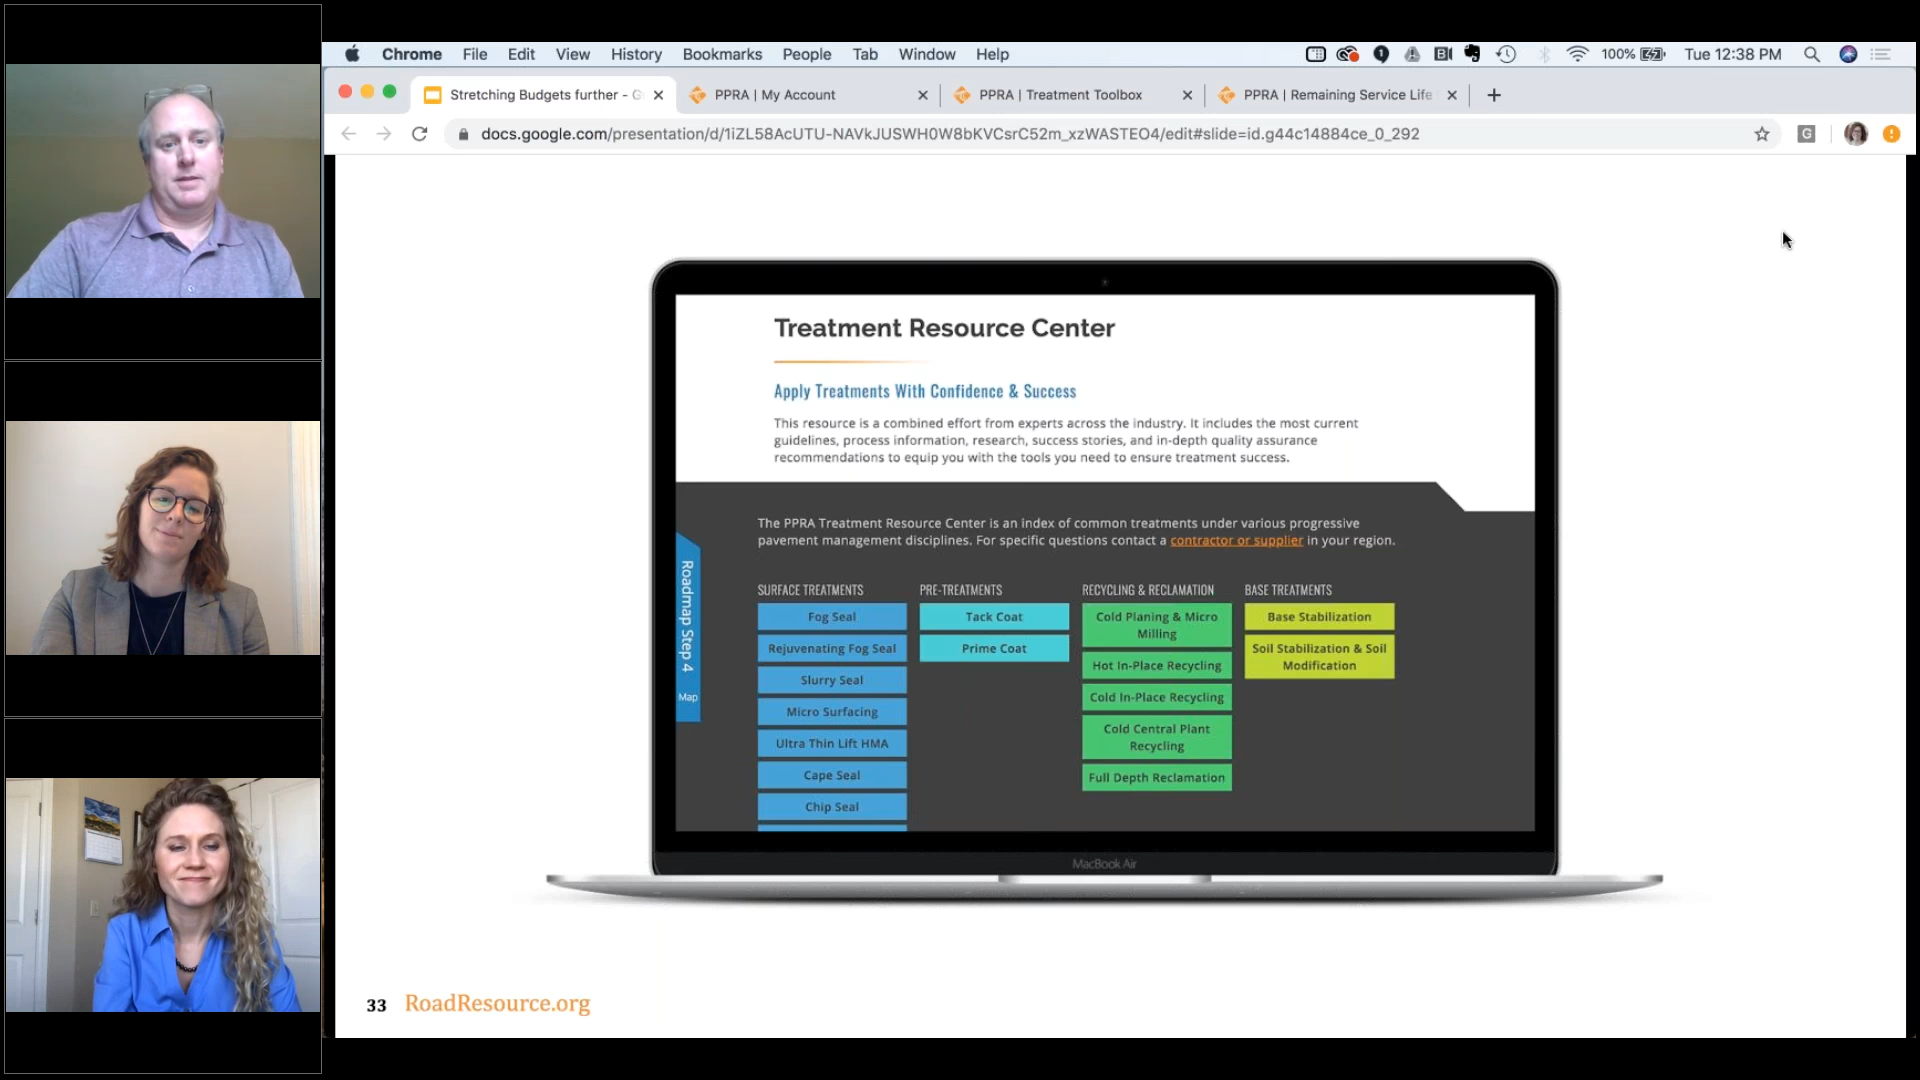 Chrome File Edit View History Bookmarks People Tab Window Help
100% Tue 12:38 PM
Stretching Budgets further - G
PPRA | My Account
PPRA | Treatment Toolbox
PPRA | Remaining Service Life
docs.google.com/presentation/d/1iZL58AcUTU-NAVkJUSWH0W8bKVCsrC52m_xzWASTEO4/edit#slide=id.g44c14884ce_0_292
Treatment Resource Center
Apply Treatments With Confidence & Success
This resource is a combined effort from experts across the industry. It includes the most current
guidelines, process information, research, success stories, and in-depth quality assurance
recommendations to equip you with the tools you need to ensure treatment success.
The PPRA Treatment Resource Center is an index of common treatments under various progressive
pavement management disciplines. For specific questions contact a contractor or supplier in your region.
Roadmap Step 4
Map
SURFACE TREATMENTS
Fog Seal
Rejuvenating Fog Seal
Slurry Seal
Micro Surfacing
Ultra Thin Lift HMA
Cape Seal
Chip Seal
PRE-TREATMENTS
Tack Coat
Prime Coat
RECYCLING & RECLAMATION
Cold Planing & Micro
Milling
Hot In-Place Recycling
Cold In-Place Recycling
Cold Central Plant
Recycling
Full Depth Reclamation
BASE TREATMENTS
Base Stabilization
Soil Stabilization & Soil
Modification
MacBook Air
33 RoadResource.org